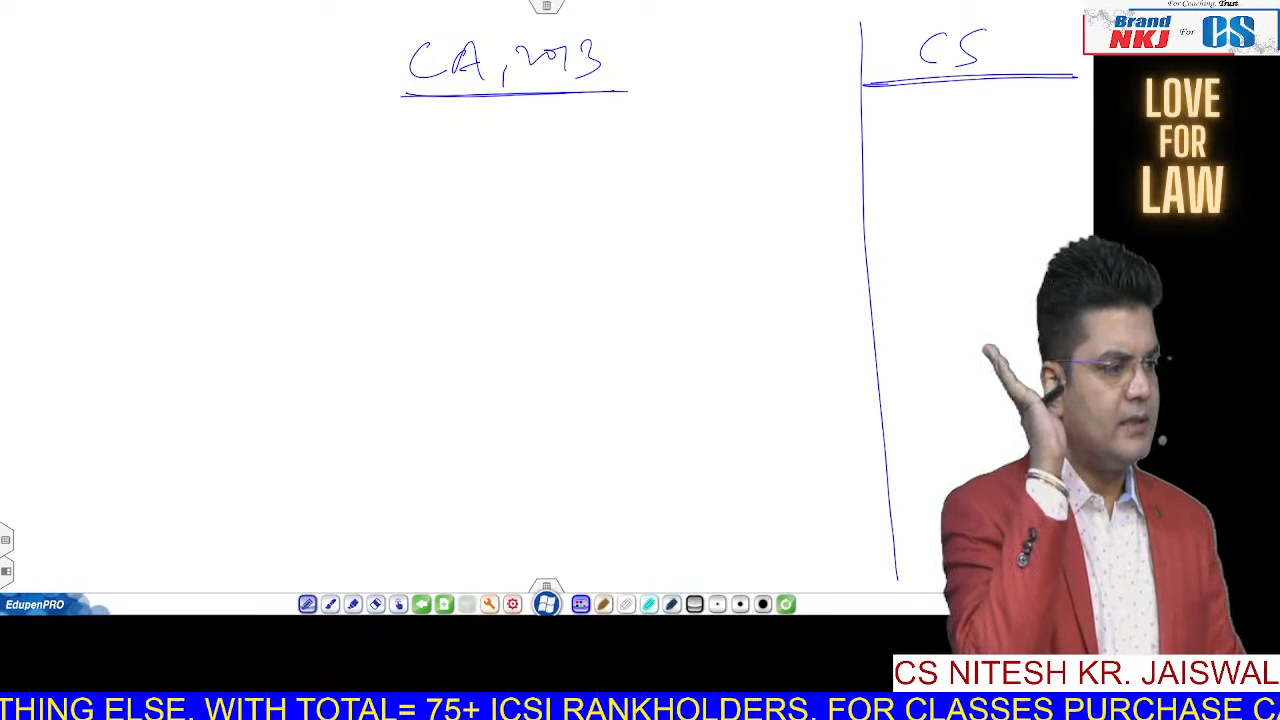 CA, 2013
CS
For Coaching, Trust
Brand
NKJ
For
CS
LOVE
FOR
LAW
EdupenPRO
CS NITESH KR. JAISWAL
THING ELSE. WITH TOTAL= 75+ ICSI RANKHOLDERS. FOR CLASSES PURCHASE C